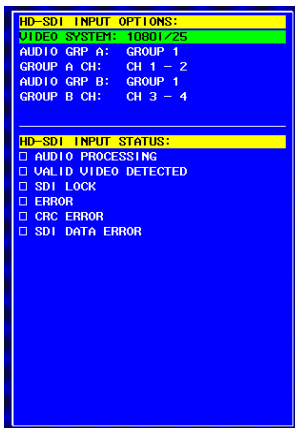 HD-SDI INPUT OPTIONS:
VIDEO SYSTEM: 1080I/25
AUDIO GRP A: GROUP 1
GROUP A CH: CH 1 - 2
AUDIO GRP B: GROUP 1
GROUP B CH: CH 3 - 4
HD-SDI INPUT STATUS:
□ AUDIO PROCESSING
□ VALID VIDEO DETECTED
□ SDI LOCK
□ ERROR
□ CRC ERROR
□ SDI DATA ERROR